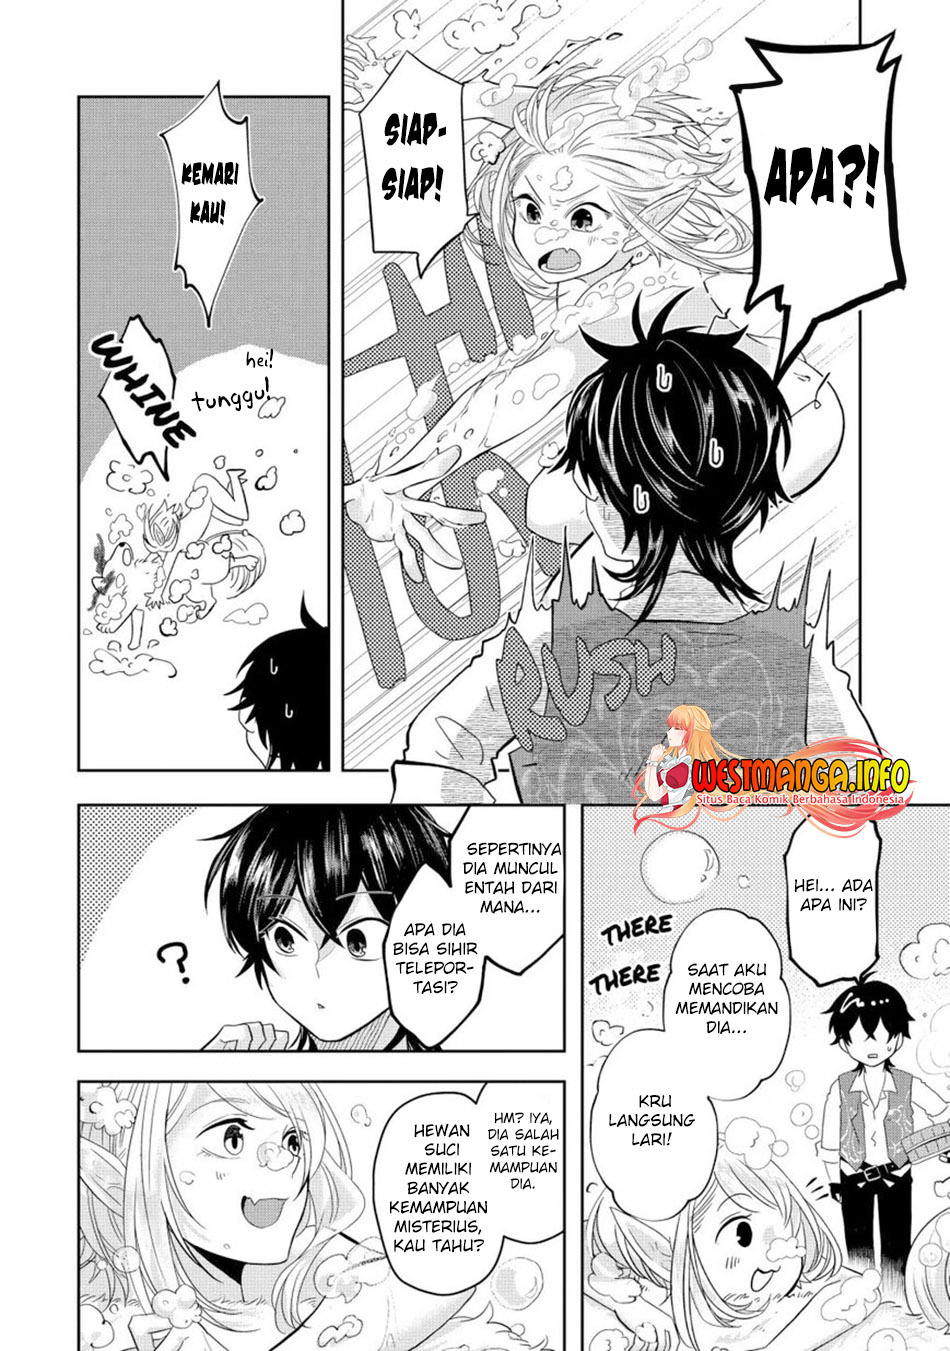 APA?!
SIAP-
SIAP!
RUSH
KEMARI
KAU!
hei!
tunggu!
WHINE
WESTMANGA.INFO
Situs Baca Komik Berbahasa Indonesia
HEI... ADA
APA INI?
THERE
THERE
SAAT AKU
MENCOBA
MEMANDIKAN
DIA...
KRU
LANGSUNG
LARI!
SEPERTINYA
DIA MUNCUL
ENTAH DARI
MANA...
APA DIA
BISA SIHIR
TELEPOR-
TASI?
?
HM? IYA,
DIA SALAH
SATU KE-
MAMPUAN
DIA.
HEWAN
SUCI
MEMILIKI
BANYAK
KEMAMPUAN
MISTERIUS,
KAU TAHU?